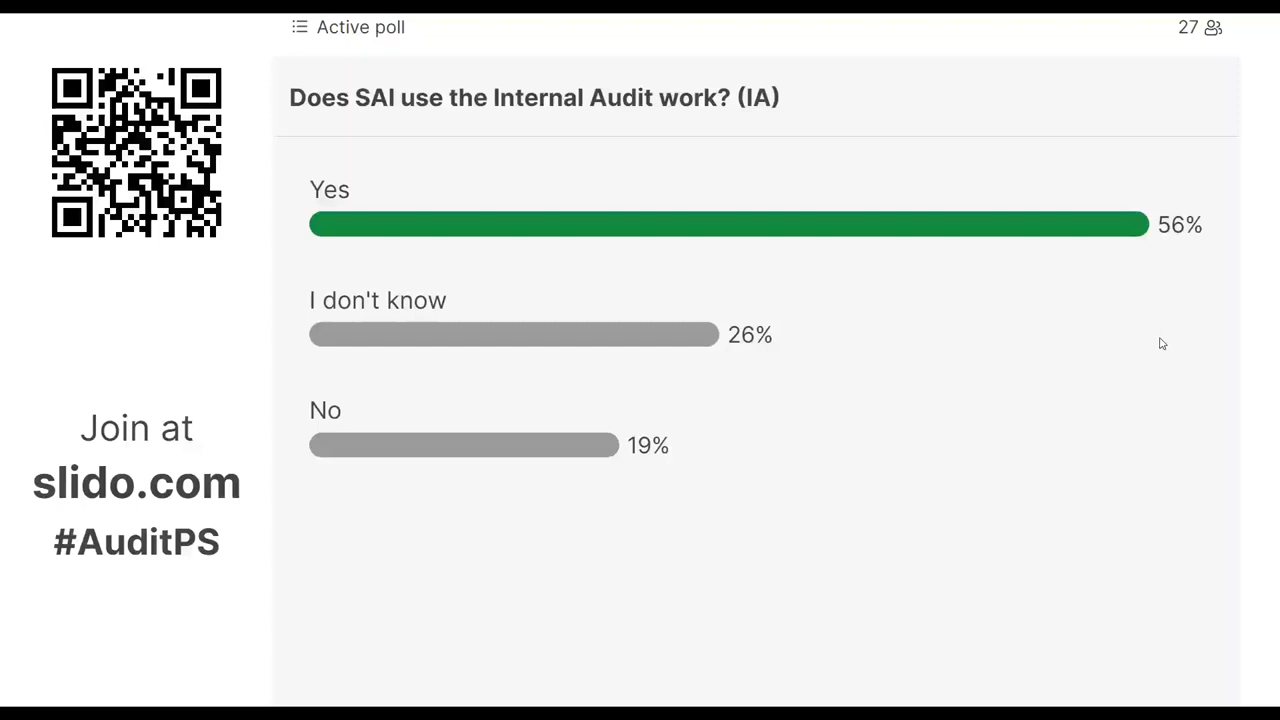 Active poll
27
Does SAI use the Internal Audit work? (IA)
Yes
56%
I don't know
26%
No
19%
Join at
slido.com
#AuditPS